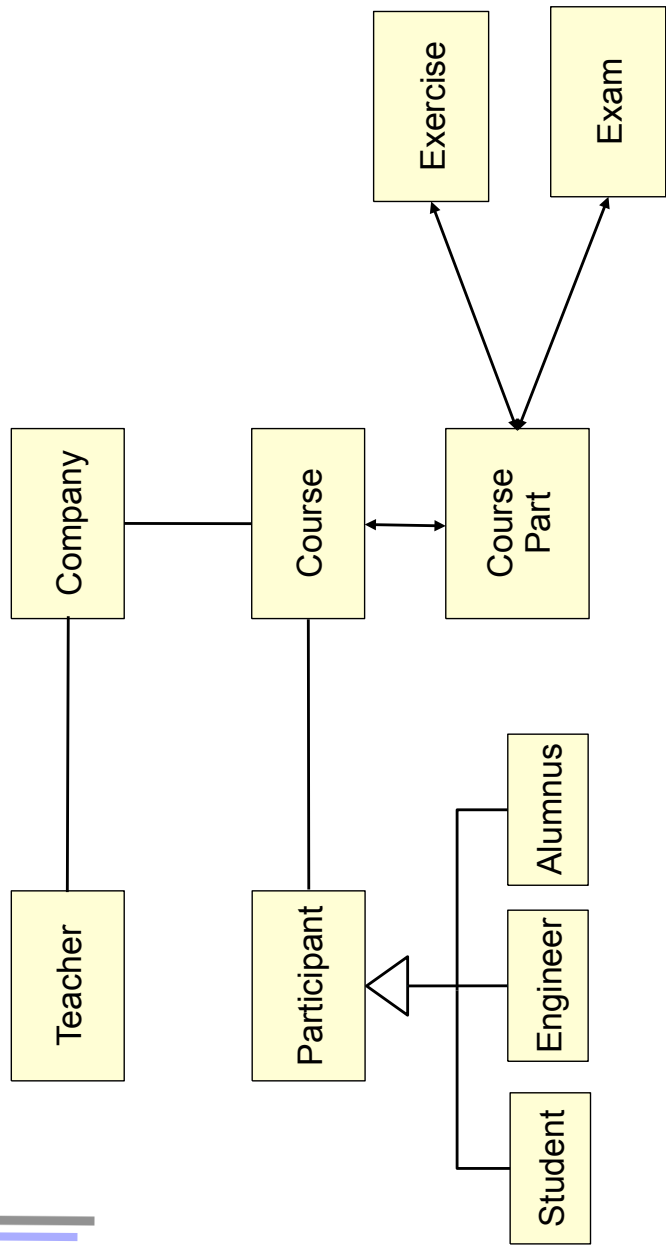 Teacher
Company
Participant
Course
Student
Engineer
Alumnus
Course
Part
Exercise
Exam